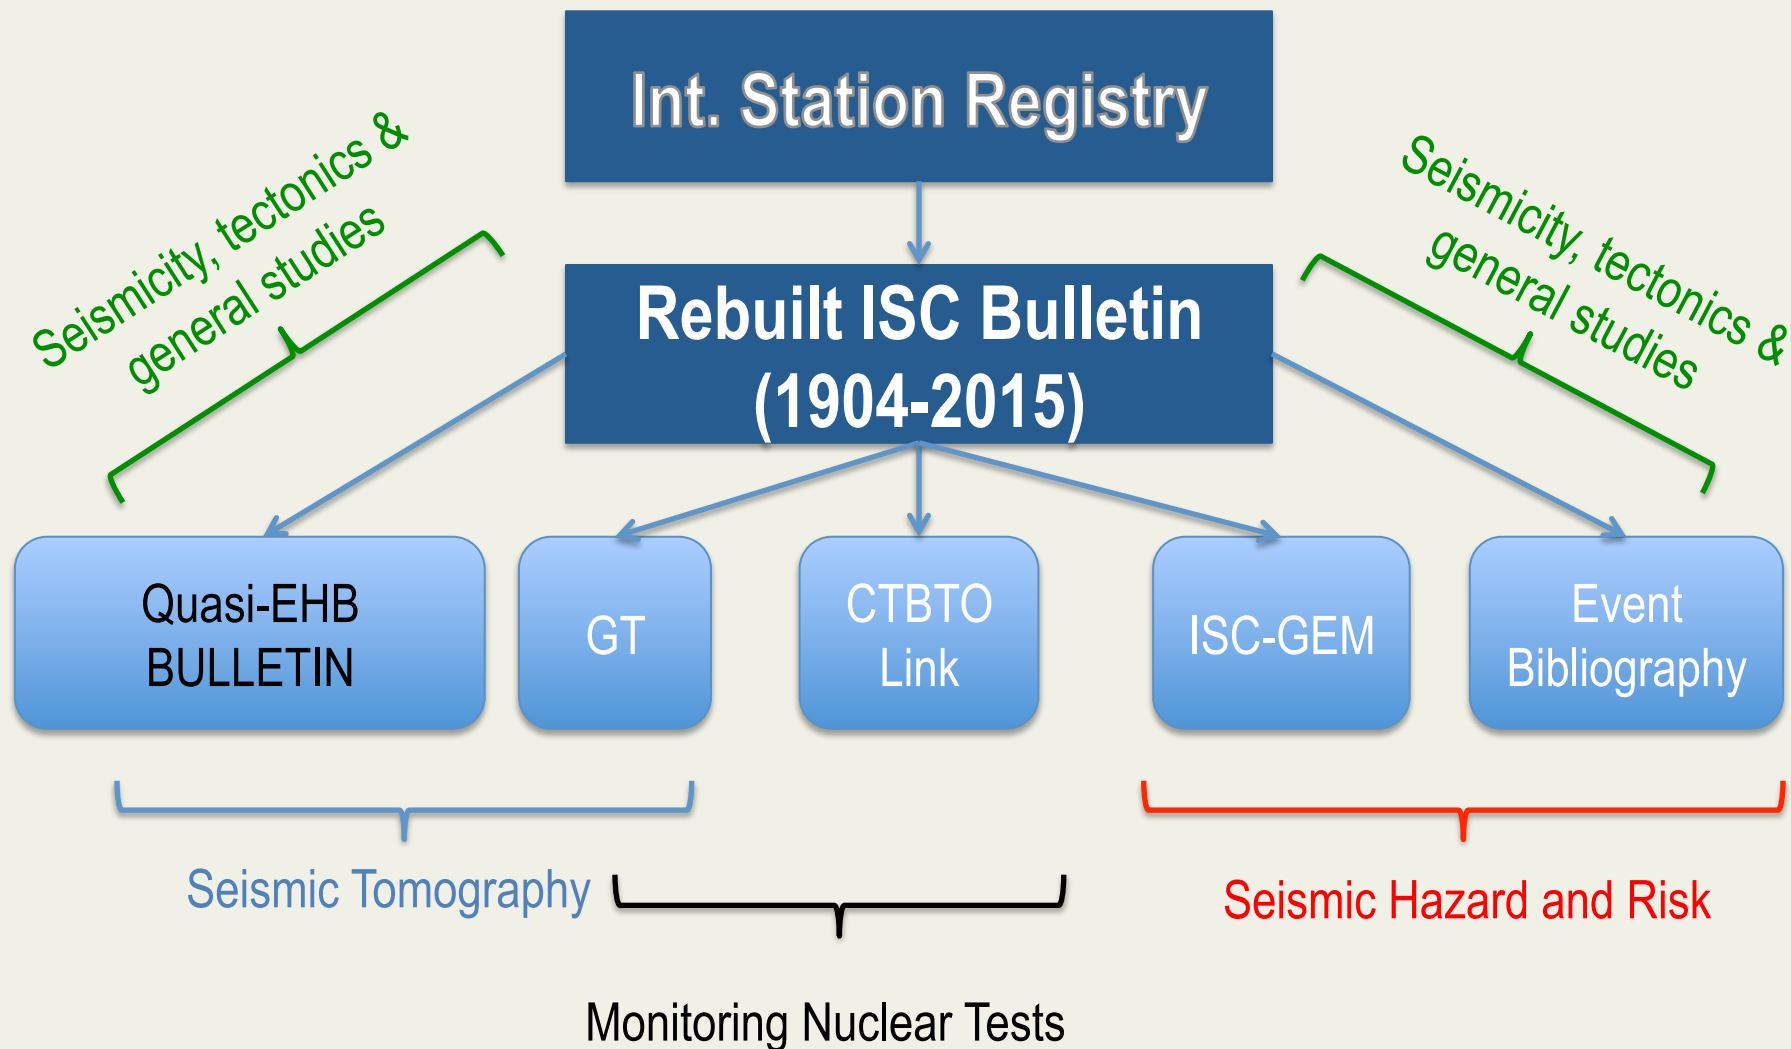 Int. Station Registry
Seismicity, tectonics &
general studies
Seismicity, tectonics &
general studies
Rebuilt ISC Bulletin
(1904-2015)
Quasi-EHB
BULLETIN
GT
CTBTO
Link
ISC-GEM
Event
Bibliography
Seismic Tomography
Seismic Hazard and Risk
Monitoring Nuclear Tests